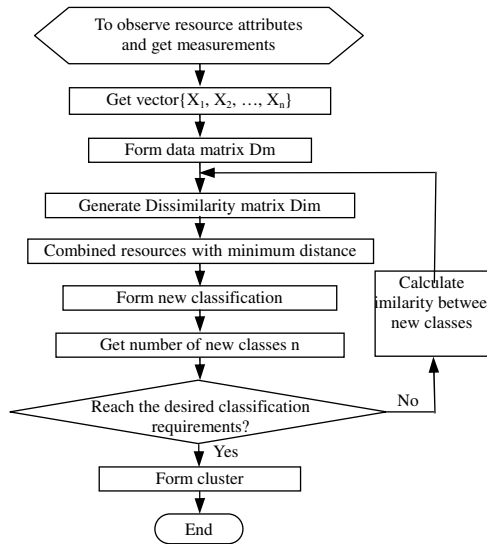 To observe resource attributes
and get measurements
Get vector{X₁, X₂, …, Xₙ}
Form data matrix Dm
Generate Dissimilarity matrix Dim
Combined resources with minimum distance
Form new classification
Get number of new classes n
Reach the desired classification
requirements?
No
Calculate
imilarity between
new classes
Yes
Form cluster
End